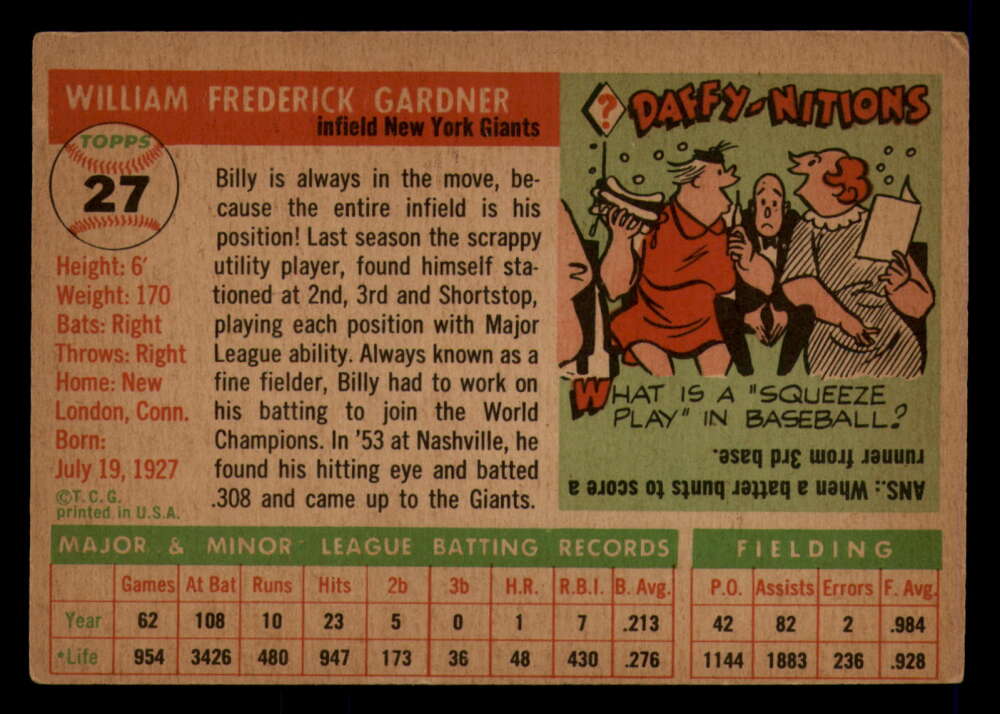 WILLIAM FREDERICK GARDNER
infield New York Giants
TOPPS
27
Height: 6'
Weight: 170
Bats: Right
Throws: Right
Home: New
London, Conn.
Born:
July 19, 1927
©T.C.G.
printed in U.S.A.
Billy is always in the move, be-
cause the entire infield is his
position! Last season the scrappy
utility player, found himself sta-
tioned at 2nd, 3rd and Shortstop,
playing each position with Major
League ability. Always known as a
fine fielder, Billy had to work on
his batting to join the World
Champions. In '53 at Nashville, he
found his hitting eye and batted
.308 and came up to the Giants.
? DAFFY-NITIONS
WHAT IS A "SQUEEZE
PLAY" IN BASEBALL?
ANS.: When a batter bunts to score a
runner from 3rd base.
MAJOR & MINOR LEAGUE BATTING RECORDS FIELDING
Games At Bat Runs Hits 2b 3b H.R. R.B.I. B. Avg. P.O. Assists Errors F. Avg.
Year 62 108 10 23 5 0 1 7 .213 42 82 2 .984
*Life 954 3426 480 947 173 36 48 430 .276 1144 1883 236 .928